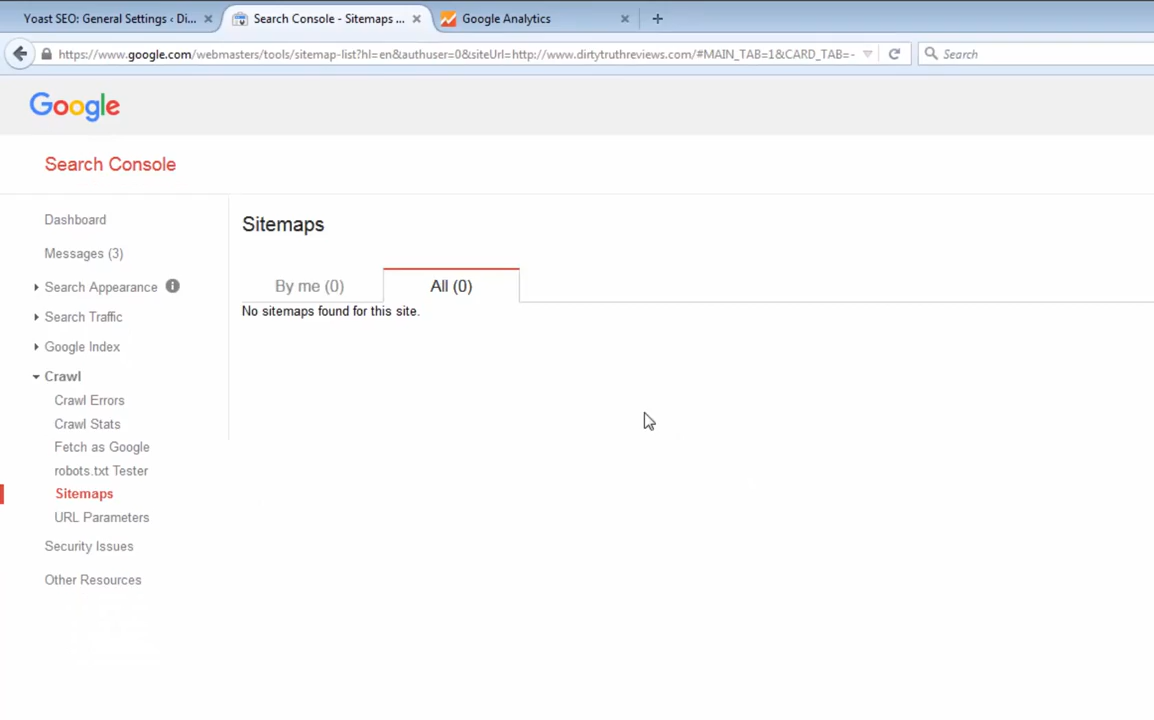 Yoast SEO: General Settings ‹ Di...
Search Console - Sitemaps ...
Google Analytics
https://www.google.com/webmasters/tools/sitemap-list?hl=en&authuser=0&siteUrl=http://www.dirtytruthreviews.com/#MAIN_TAB=1&CARD_TAB=-
Search
Google
Search Console
Dashboard
Messages (3)
Search Appearance
Search Traffic
Google Index
Crawl
Crawl Errors
Crawl Stats
Fetch as Google
robots.txt Tester
Sitemaps
URL Parameters
Security Issues
Other Resources
Sitemaps
By me (0)
All (0)
No sitemaps found for this site.